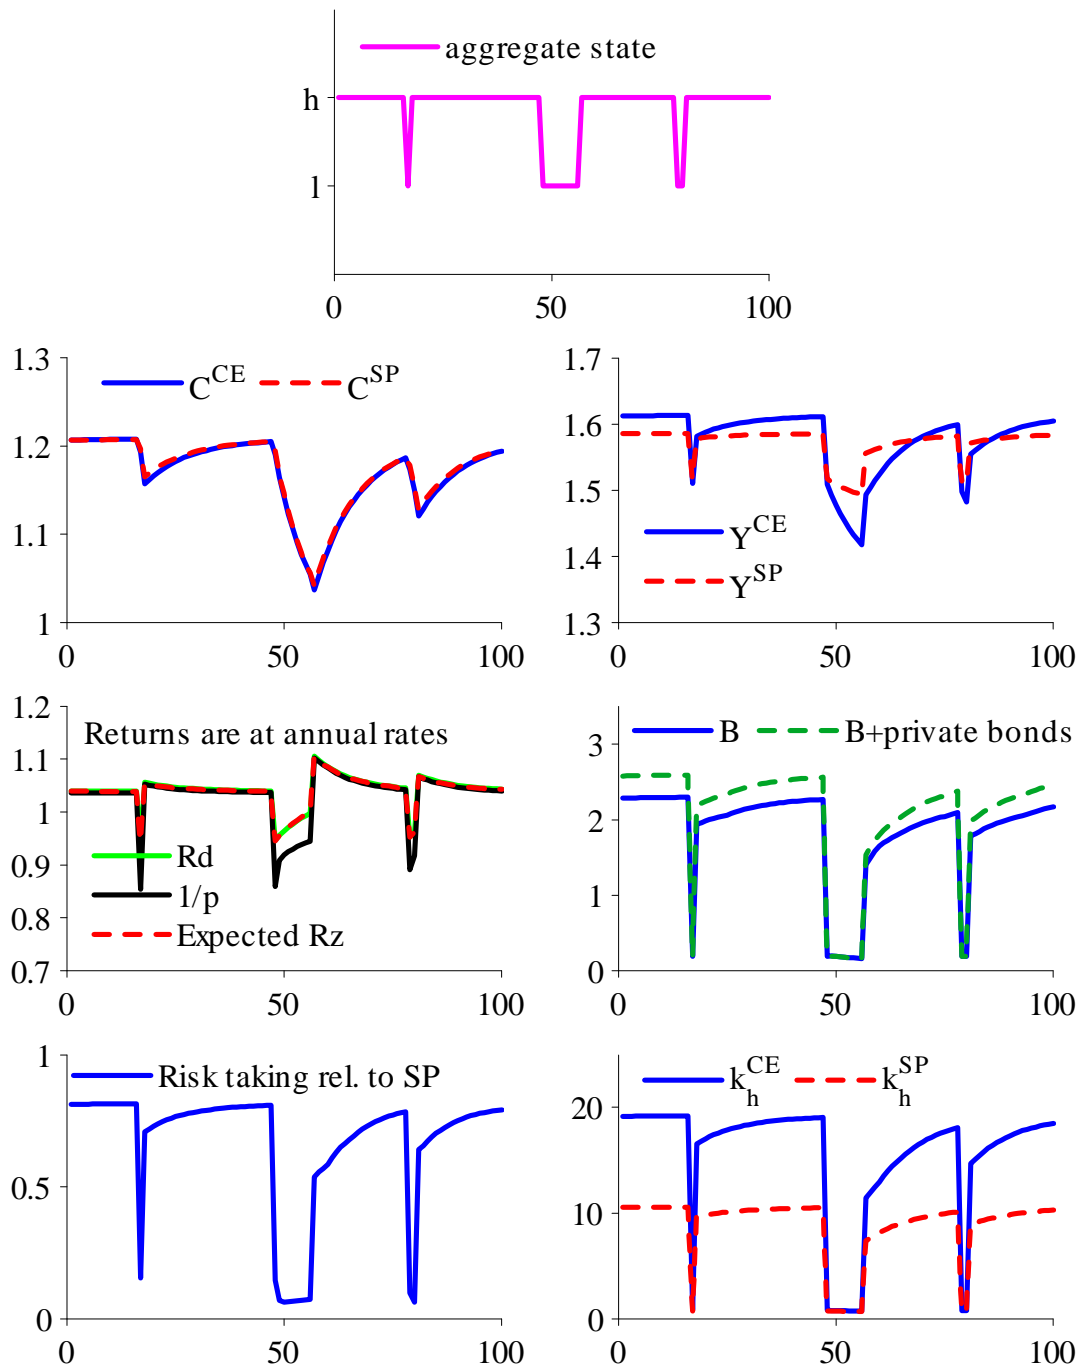 aggregate state
h
l
0 50 100
1.3
1.2
1.1
1
C^CE C^SP
0 50 100
1.7
1.6
1.5
1.4
1.3
Y^CE
Y^SP
0 50 100
1.2
1.1
1
0.9
0.8
0.7
Returns are at annual rates
Rd
1/p
Expected Rz
0 50 100
3
2
1
0
B B+private bonds
0 50 100
1
0.5
0
Risk taking rel. to SP
0 50 100
20
10
0
k_h^CE k_h^SP
0 50 100